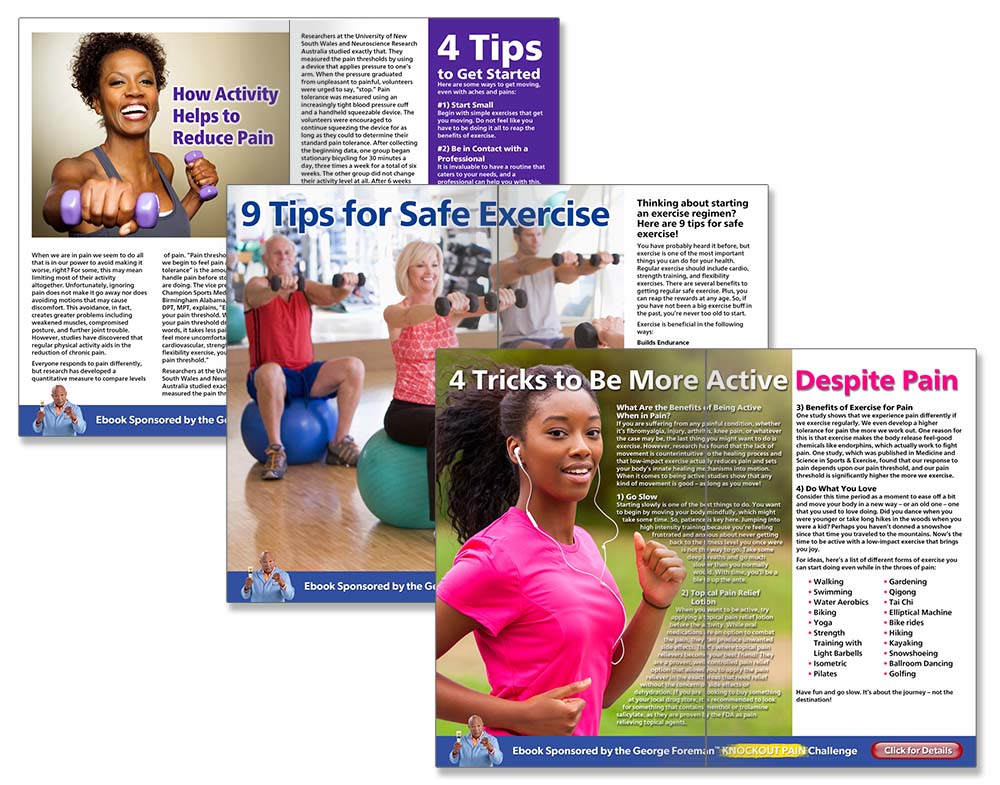 How Activity
Helps to
Reduce Pain
When we are in pain we seem to do all
that is in our power to avoid making it
worse, right? For some, this may mean
limiting most of their activity
altogether. Unfortunately, ignoring
pain does not make it go away nor does
avoiding motions that may cause
discomfort. This avoidance, in fact,
creates greater problems including
weakened muscles, compromised
posture, and further joint trouble.
However, studies have discovered that
regular physical activity aids in the
reduction of chronic pain.
Everyone responds to pain differently,
but research has developed a
quantitative measure to compare levels
of pain. "Pain thresho
we begin to feel pain
tolerance" is the amou
handle pain before sto
are doing. The vice pre
Champion Sports Med
Birmingham Alabama,
DPT, MPT, explains, "E
your pain threshold. W
your pain threshold dr
words, it takes less pai
feel more uncomfortab
cardiovascular, strengt
flexibility exercise, you
pain threshold."
Researchers at the Uni
South Wales and Neur
Australia studied exact
measured the pain thr
Researchers at the University of New
South Wales and Neuroscience Research
Australia studied exactly that. They
measured the pain thresholds by using
a device that applies pressure to one's
arm. When the pressure graduated
from unpleasant to painful, volunteers
were urged to say, "stop." Pain
tolerance was measured using an
increasingly tight blood pressure cuff
and a handheld squeezable device. The
volunteers were encouraged to
continue squeezing the device for as
long as they could to determine their
standard pain tolerance. After collecting
the beginning data, one group began
stationary bicycling for 30 minutes a
day, three times a week for a total of six
weeks. The other group did not change
their activity level at all. After 6 weeks
4 Tips
to Get Started
Here are some ways to get moving,
even with aches and pains:
#1) Start Small
Begin with simple exercises that get
you moving. Do not feel like you
have to be doing it all to reap the
benefits of exercise.
#2) Be in Contact with a
Professional
It is invaluable to have a routine that
caters to your needs, and a
professional can help you with this.
Ebook Sponsored by the Ge
9 Tips for Safe Exercise
Thinking about starting
an exercise regimen?
Here are 9 tips for safe
exercise!
You have probably heard it before, but
exercise is one of the most important
things you can do for your health.
Regular exercise should include cardio,
strength training, and flexibility
exercises. There are several benefits to
getting regular safe exercise. Plus, you
can reap the rewards at any age. So, if
you have not been a big exercise buff in
the past, you're never too old to start.
Exercise is beneficial in the following
ways:
Builds Endurance
Ebook Sponsored by the Ge
4 Tricks to Be More Active Despite Pain
What Are the Benefits of Being Active
When in Pain?
If you are suffering from any painful condition, whether
it's fibromyalgia, injury, arthritis, knee pain, or whatever
the case may be, the last thing you might want to do is
exercise. However, research has found that the lack of
movement is counterintuitive to the healing process and
that low-impact exercise actually reduces pain and sets
your body's innate healing mechanisms into motion.
When it comes to being active studies show that any
kind of movement is good – as long as you move!
1) Go Slow
Starting slowly is one of the best things to do. You want
to begin by moving your body mindfully, which might
take some time. So, patience is key here. Jumping into
high intensity training because you're feeling
frustrated and anxious about never getting
back to the fitness level you once were
is not the way to go. Take some
deep breaths and go much
slower than you normally
would. With time, you'll be a
ble to up the ante.
2) Topical Pain Relief
Lotion
When you want to be active, try
applying a topical pain relief lotion
before the activity. While oral
medications are an option to combat
the pain, they can produce unwanted
side effects. That's where topical pain
relievers become your best friend! They
are a proven, well-controlled pain relief
option that allows you to apply the pain
reliever in the exact areas that need relief
without the concern of side effects or
dehydration. If you are looking to buy something
at your local drug store, it is recommended to look
for something that contains menthol or trolamine
salicylate, as they are proven by the FDA as pain
relieving topical agents.
3) Benefits of Exercise for Pain
One study shows that we experience pain differently if
we exercise regularly. We even develop a higher
tolerance for pain the more we work out. One reason for
this is that exercise makes the body release feel-good
chemicals like endorphins, which actually work to fight
pain. One study, which was published in Medicine and
Science in Sports & Exercise, found that our response to
pain depends upon our pain threshold, and our pain
threshold is significantly higher the more we exercise.
4) Do What You Love
Consider this time period as a moment to ease off a bit
and move your body in a new way – or an old one – one
that you used to love doing. Did you dance when you
were younger or take long hikes in the woods when you
were a kid? Perhaps you haven't donned a snowshoe
since that time you traveled to the mountains. Now's the
time to be active with a low-impact exercise that brings
you joy.
For ideas, here's a list of different forms of exercise you
can start doing even while in the throes of pain:
• Walking
• Swimming
• Water Aerobics
• Biking
• Yoga
• Strength
Training with
Light Barbells
• Isometric
• Pilates
• Gardening
• Qigong
• Tai Chi
• Elliptical Machine
• Bike rides
• Hiking
• Kayaking
• Snowshoeing
• Ballroom Dancing
• Golfing
Have fun and go slow. It's about the journey – not the
destination!
Ebook Sponsored by the George Foreman™ KNOCKOUT PAIN Challenge
Click for Details